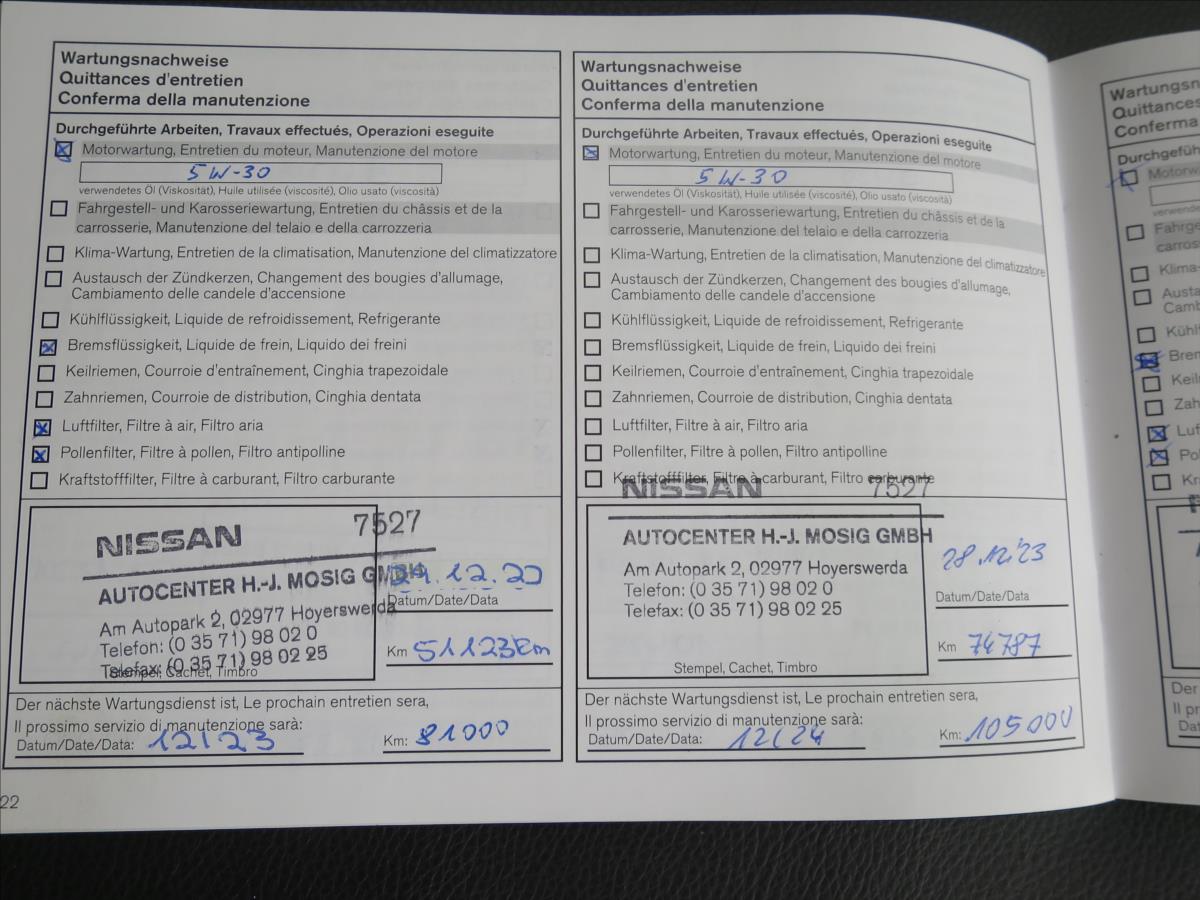 Wartungsnachweise
Quittances d'entretien
Conferma della manutenzione
Durchgeführte Arbeiten, Travaux effectués, Operazioni eseguite
Motorwartung, Entretien du moteur, Manutenzione del motore
5W-30
verwendetes Öl (Viskosität), Huile utilisée (viscosité), Olio usato (viscosità)
Fahrgestell- und Karosseriewartung, Entretien du châssis et de la
carrosserie, Manutenzione del telaio e della carrozzeria
Klima-Wartung, Entretien de la climatisation, Manutenzione del climatizzatore
Austausch der Zündkerzen, Changement des bougies d'allumage,
Cambiamento delle candele d'accensione
Kühlflüssigkeit, Liquide de refroidissement, Refrigerante
Bremsflüssigkeit, Liquide de frein, Liquido dei freini
Keilriemen, Courroie d'entraînement, Cinghia trapezoidale
Zahnriemen, Courroie de distribution, Cinghia dentata
Luftfilter, Filtre à air, Filtro aria
Pollenfilter, Filtre à pollen, Filtro antipolline
Kraftstofffilter, Filtre à carburant, Filtro carburante
NISSAN 7527
AUTOCENTER H.-J. MOSIG GMBH
Am Autopark 2, 02977 Hoyerswerda
Telefon: (0 35 71) 98 02 0
Telefax: (0 35 71) 98 02 25
Stempel, Cachet, Timbro
Datum/Date/Data
Km 51123km
Der nächste Wartungsdienst ist, Le prochain entretien sera,
Il prossimo servizio di manutenzione sarà:
Datum/Date/Data: 12/23 Km: 81000
22
Wartungsnachweise
Quittances d'entretien
Conferma della manutenzione
Durchgeführte Arbeiten, Travaux effectués, Operazioni eseguite
Motorwartung, Entretien du moteur, Manutenzione del motore
5W-30
verwendetes Öl (Viskosität), Huile utilisée (viscosité), Olio usato (viscosità)
Fahrgestell- und Karosseriewartung, Entretien du châssis et de la
carrosserie, Manutenzione del telaio e della carrozzeria
Klima-Wartung, Entretien de la climatisation, Manutenzione del climatizzatore
Austausch der Zündkerzen, Changement des bougies d'allumage,
Cambiamento delle candele d'accensione
Kühlflüssigkeit, Liquide de refroidissement, Refrigerante
Bremsflüssigkeit, Liquide de frein, Liquido dei freini
Keilriemen, Courroie d'entraînement, Cinghia trapezoidale
Zahnriemen, Courroie de distribution, Cinghia dentata
Luftfilter, Filtre à air, Filtro aria
Pollenfilter, Filtre à pollen, Filtro antipolline
Kraftstofffilter, Filtre à carburant, Filtro carburante
NISSAN 7527
AUTOCENTER H.-J. MOSIG GMBH
Am Autopark 2, 02977 Hoyerswerda
Telefon: (0 35 71) 98 02 0
Telefax: (0 35 71) 98 02 25
Stempel, Cachet, Timbro
28.12.23
Datum/Date/Data
Km 74787
Der nächste Wartungsdienst ist, Le prochain entretien sera,
Il prossimo servizio di manutenzione sarà:
Datum/Date/Data: 12/24 Km: 105000
Quittances
Conferma
Der